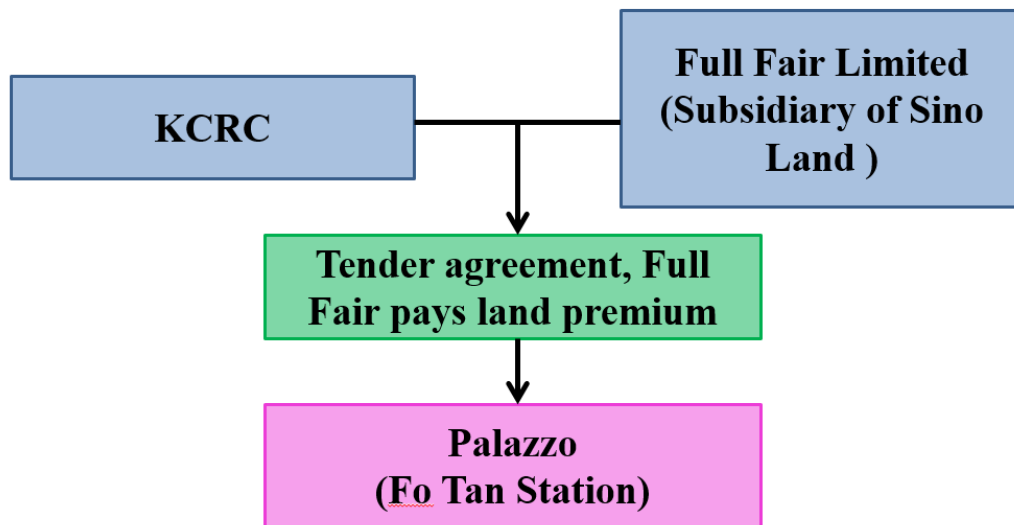 KCRC
Full Fair Limited
(Subsidiary of Sino
Land )
Tender agreement, Full
Fair pays land premium
Palazzo
(Fo Tan Station)